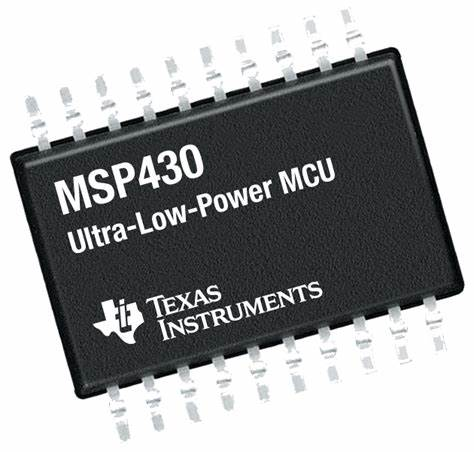 MSP430
Ultra-Low-Power MCU
TEXAS
INSTRUMENTS